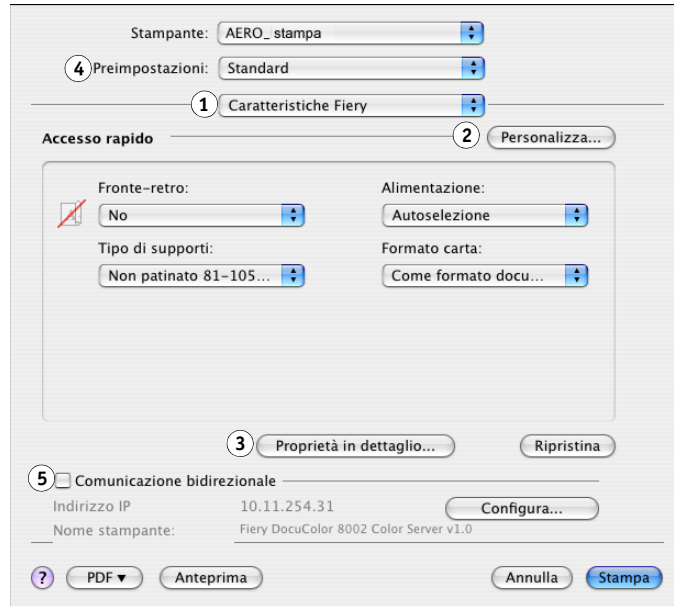 Stampante: AERO_ stampa
4 Preimpostazioni: Standard
1 Caratteristiche Fiery
Accesso rapido 2 Personalizza...
Fronte-retro: Alimentazione:
No Autoselezione
Tipo di supporti: Formato carta:
Non patinato 81-105... Come formato docu...
3 Proprietà in dettaglio... Ripristina
5 Comunicazione bidirezionale
Indirizzo IP 10.11.254.31 Configura...
Nome stampante: Fiery DocuColor 8002 Color Server v1.0
? PDF ▼ Anteprima Annulla Stampa